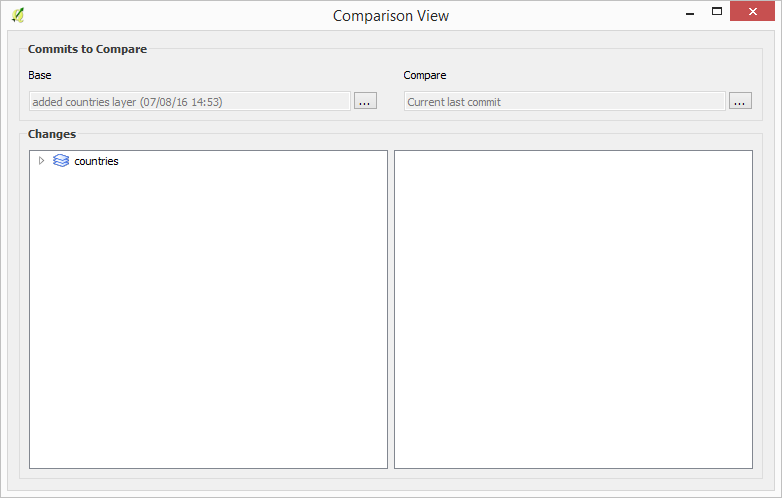 Comparison View
Commits to Compare
Base
Compare
added countries layer (07/08/16 14:53)
...
Current last commit
...
Changes
countries